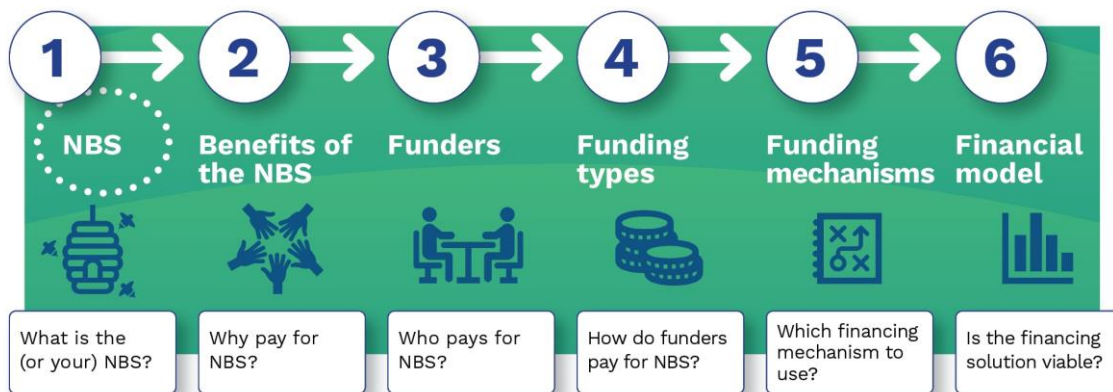 1
2
3
4
5
6
NBS
Benefits of
the NBS
Funders
Funding
types
Funding
mechanisms
Financial
model
What is the
(or your) NBS?
Why pay for
NBS?
Who pays for
NBS?
How do funders
pay for NBS?
Which financing
mechanism to
use?
Is the financing
solution viable?